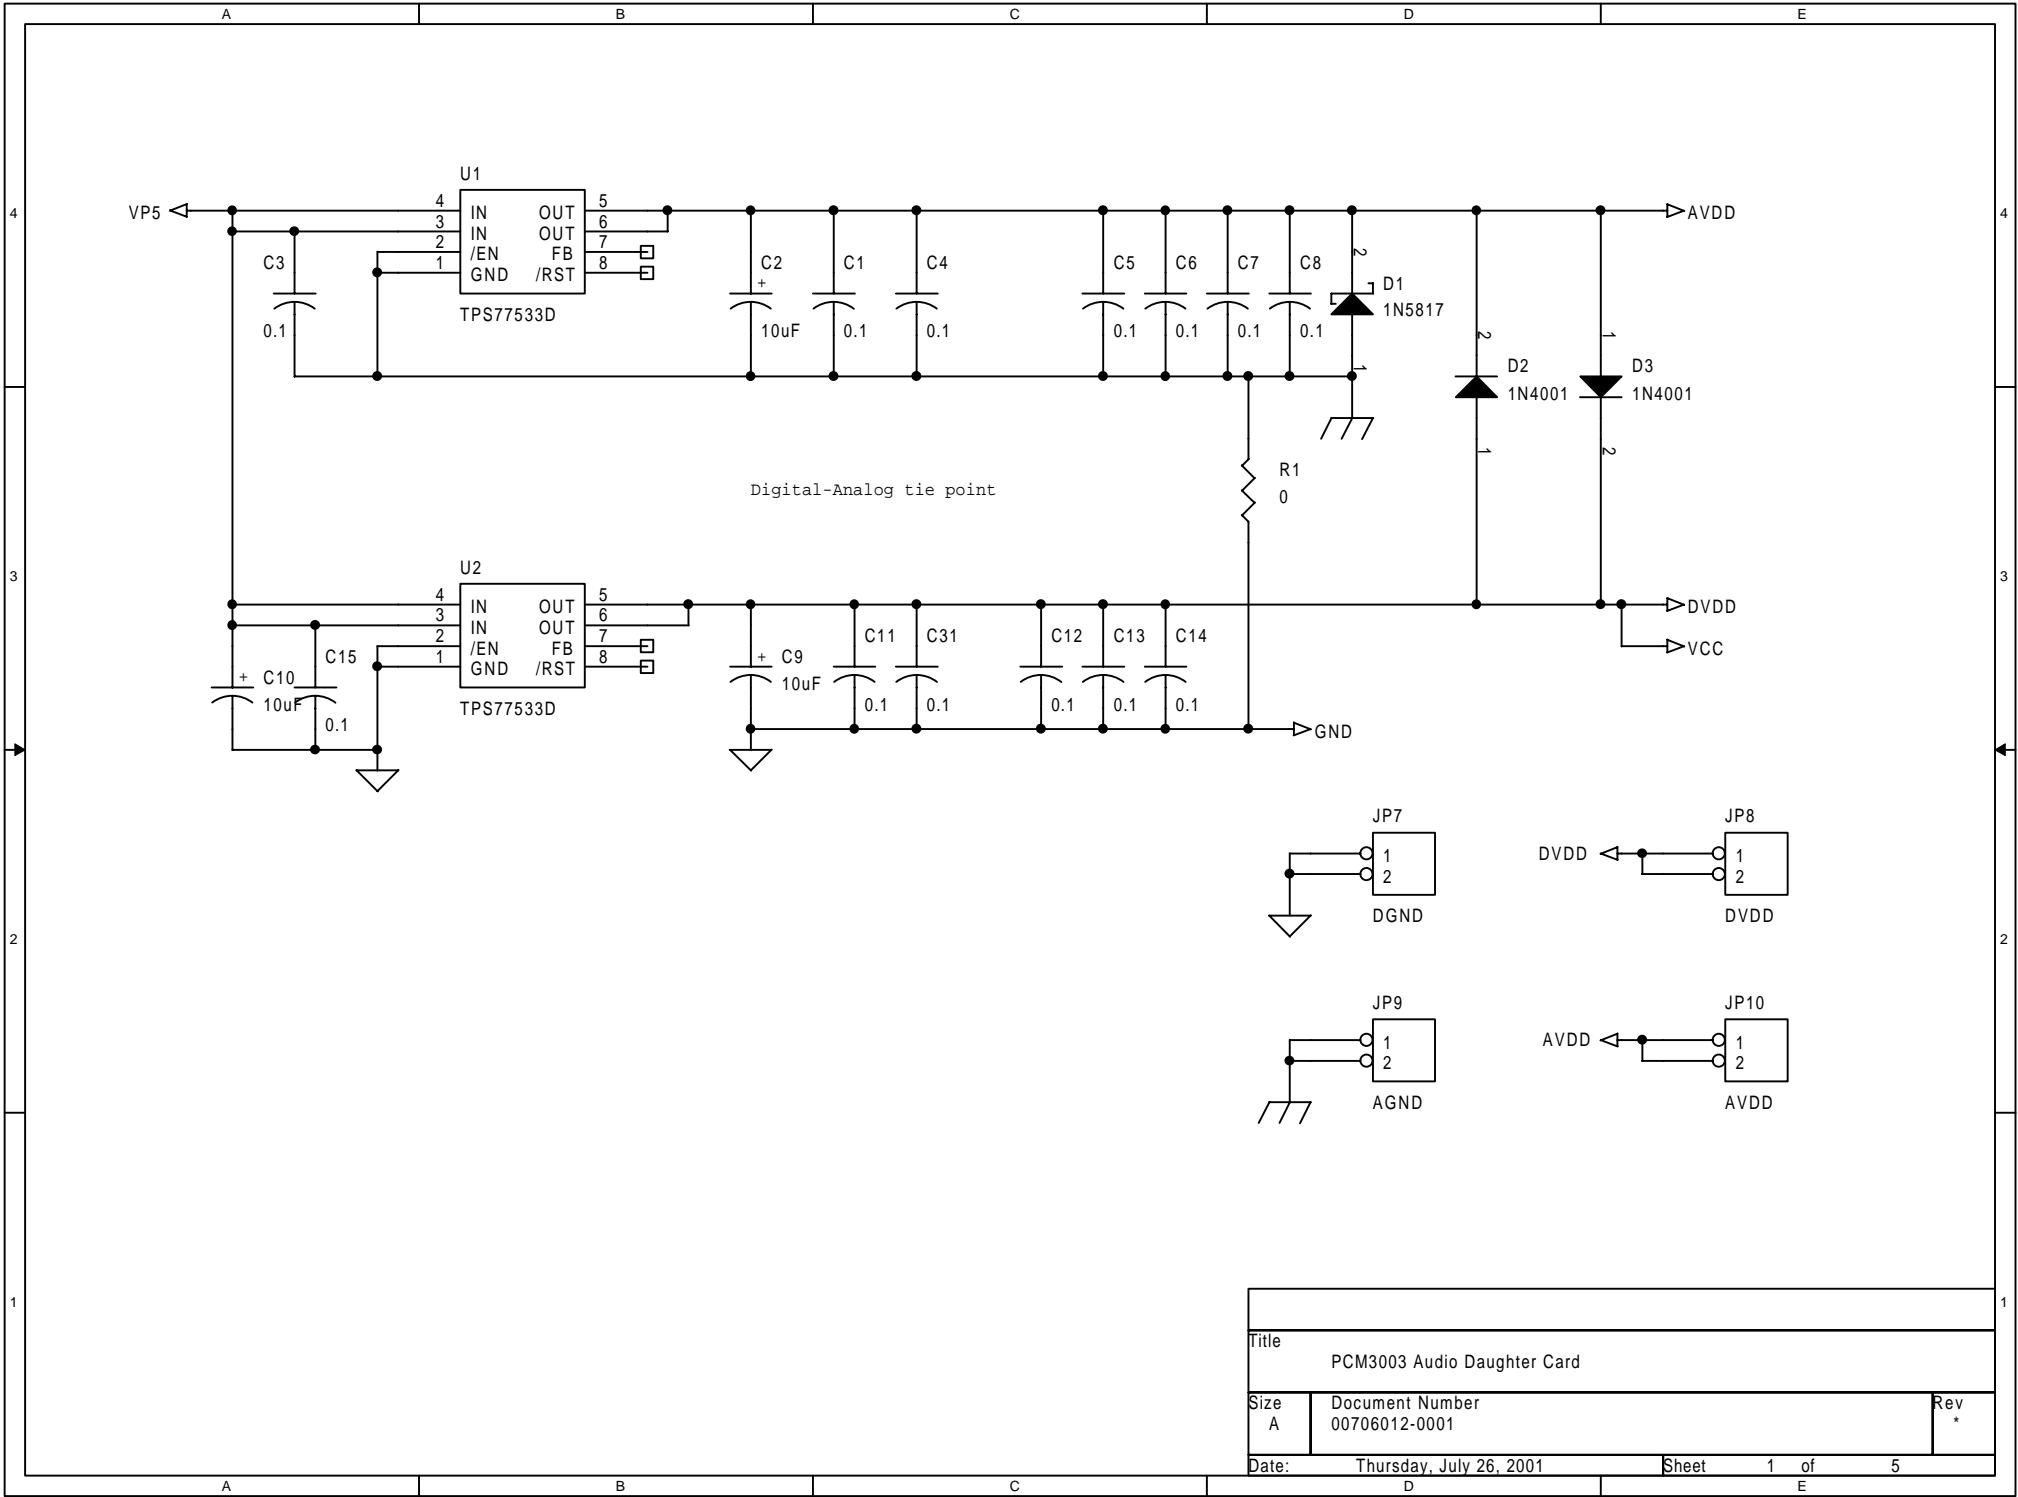 A B C D E
U1
VP5 4 IN OUT 5 AVDD
4 4
3 IN OUT 6
2 /EN FB 7
1 GND /RST 8
TPS77533D
C3
0.1
C2
+
10uF
C1
0.1
C4
0.1
C5
0.1
C6
0.1
C7
0.1
C8
0.1
2
D1
1N5817
1
2
D2
1N4001
1
1
D3
1N4001
2
Digital-Analog tie point
R1
0
3 3
U2
4 IN OUT 5 DVDD
3 IN OUT 6
2 /EN FB 7 VCC
1 GND /RST 8
TPS77533D
+ C10
10uF
C15
0.1
+ C9
10uF
C11
0.1
C31
0.1
C12
0.1
C13
0.1
C14
0.1
GND
JP7
1
2
DGND
JP8
DVDD 1
2
DVDD
2 2
JP9
1
2
AGND
JP10
AVDD 1
2
AVDD
1 1
Title
PCM3003 Audio Daughter Card
Size Document Number Rev
A 00706012-0001 *
Date: Thursday, July 26, 2001 Sheet 1 of 5
A B C D E